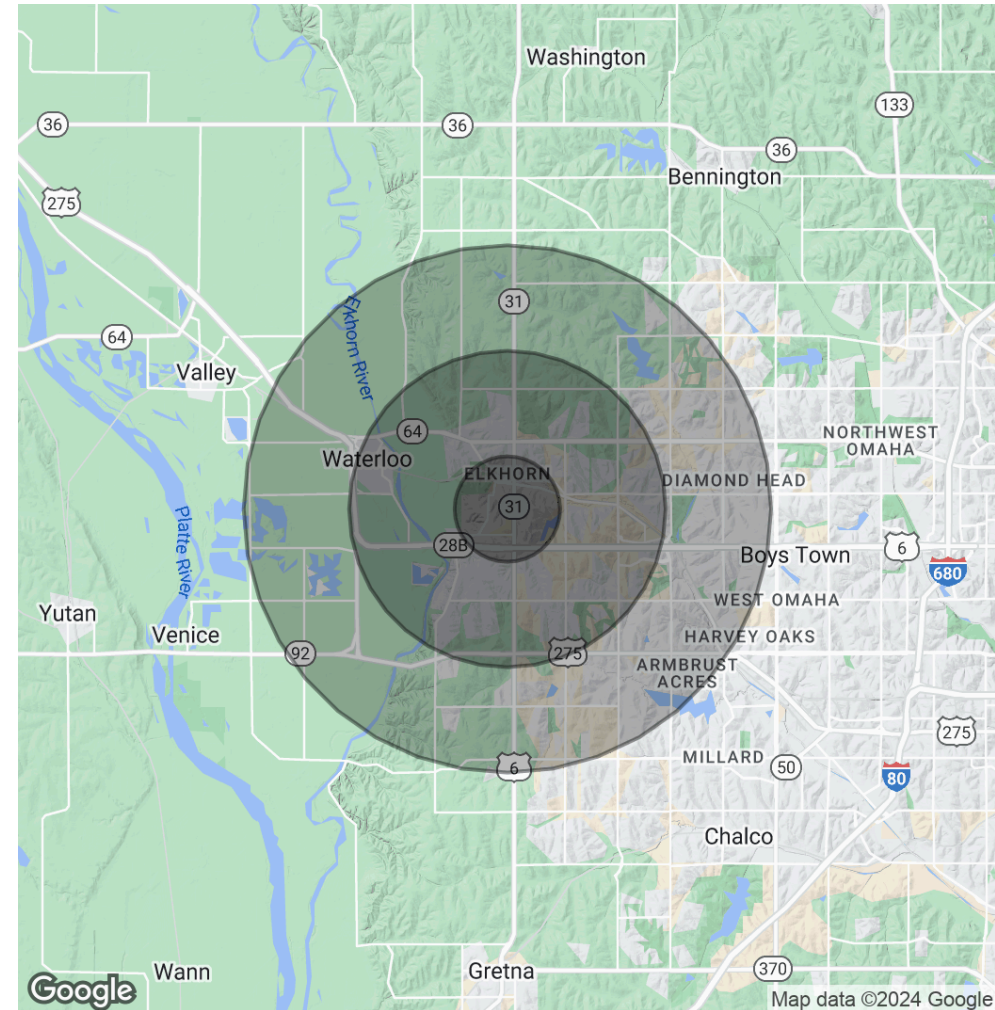 Washington
133
36
36
36
Bennington
275
31
Elkhorn River
64
Valley
64
NORTHWEST
OMAHA
Waterloo
ELKHORN
DIAMOND HEAD
31
Platte River
28B
6
Boys Town
680
WEST OMAHA
Yutan
Venice
HARVEY OAKS
92
275
ARMBRUST
ACRES
275
MILLARD
50
6
80
Chalco
Wann
Gretna
370
Google
Map data ©2024 Google